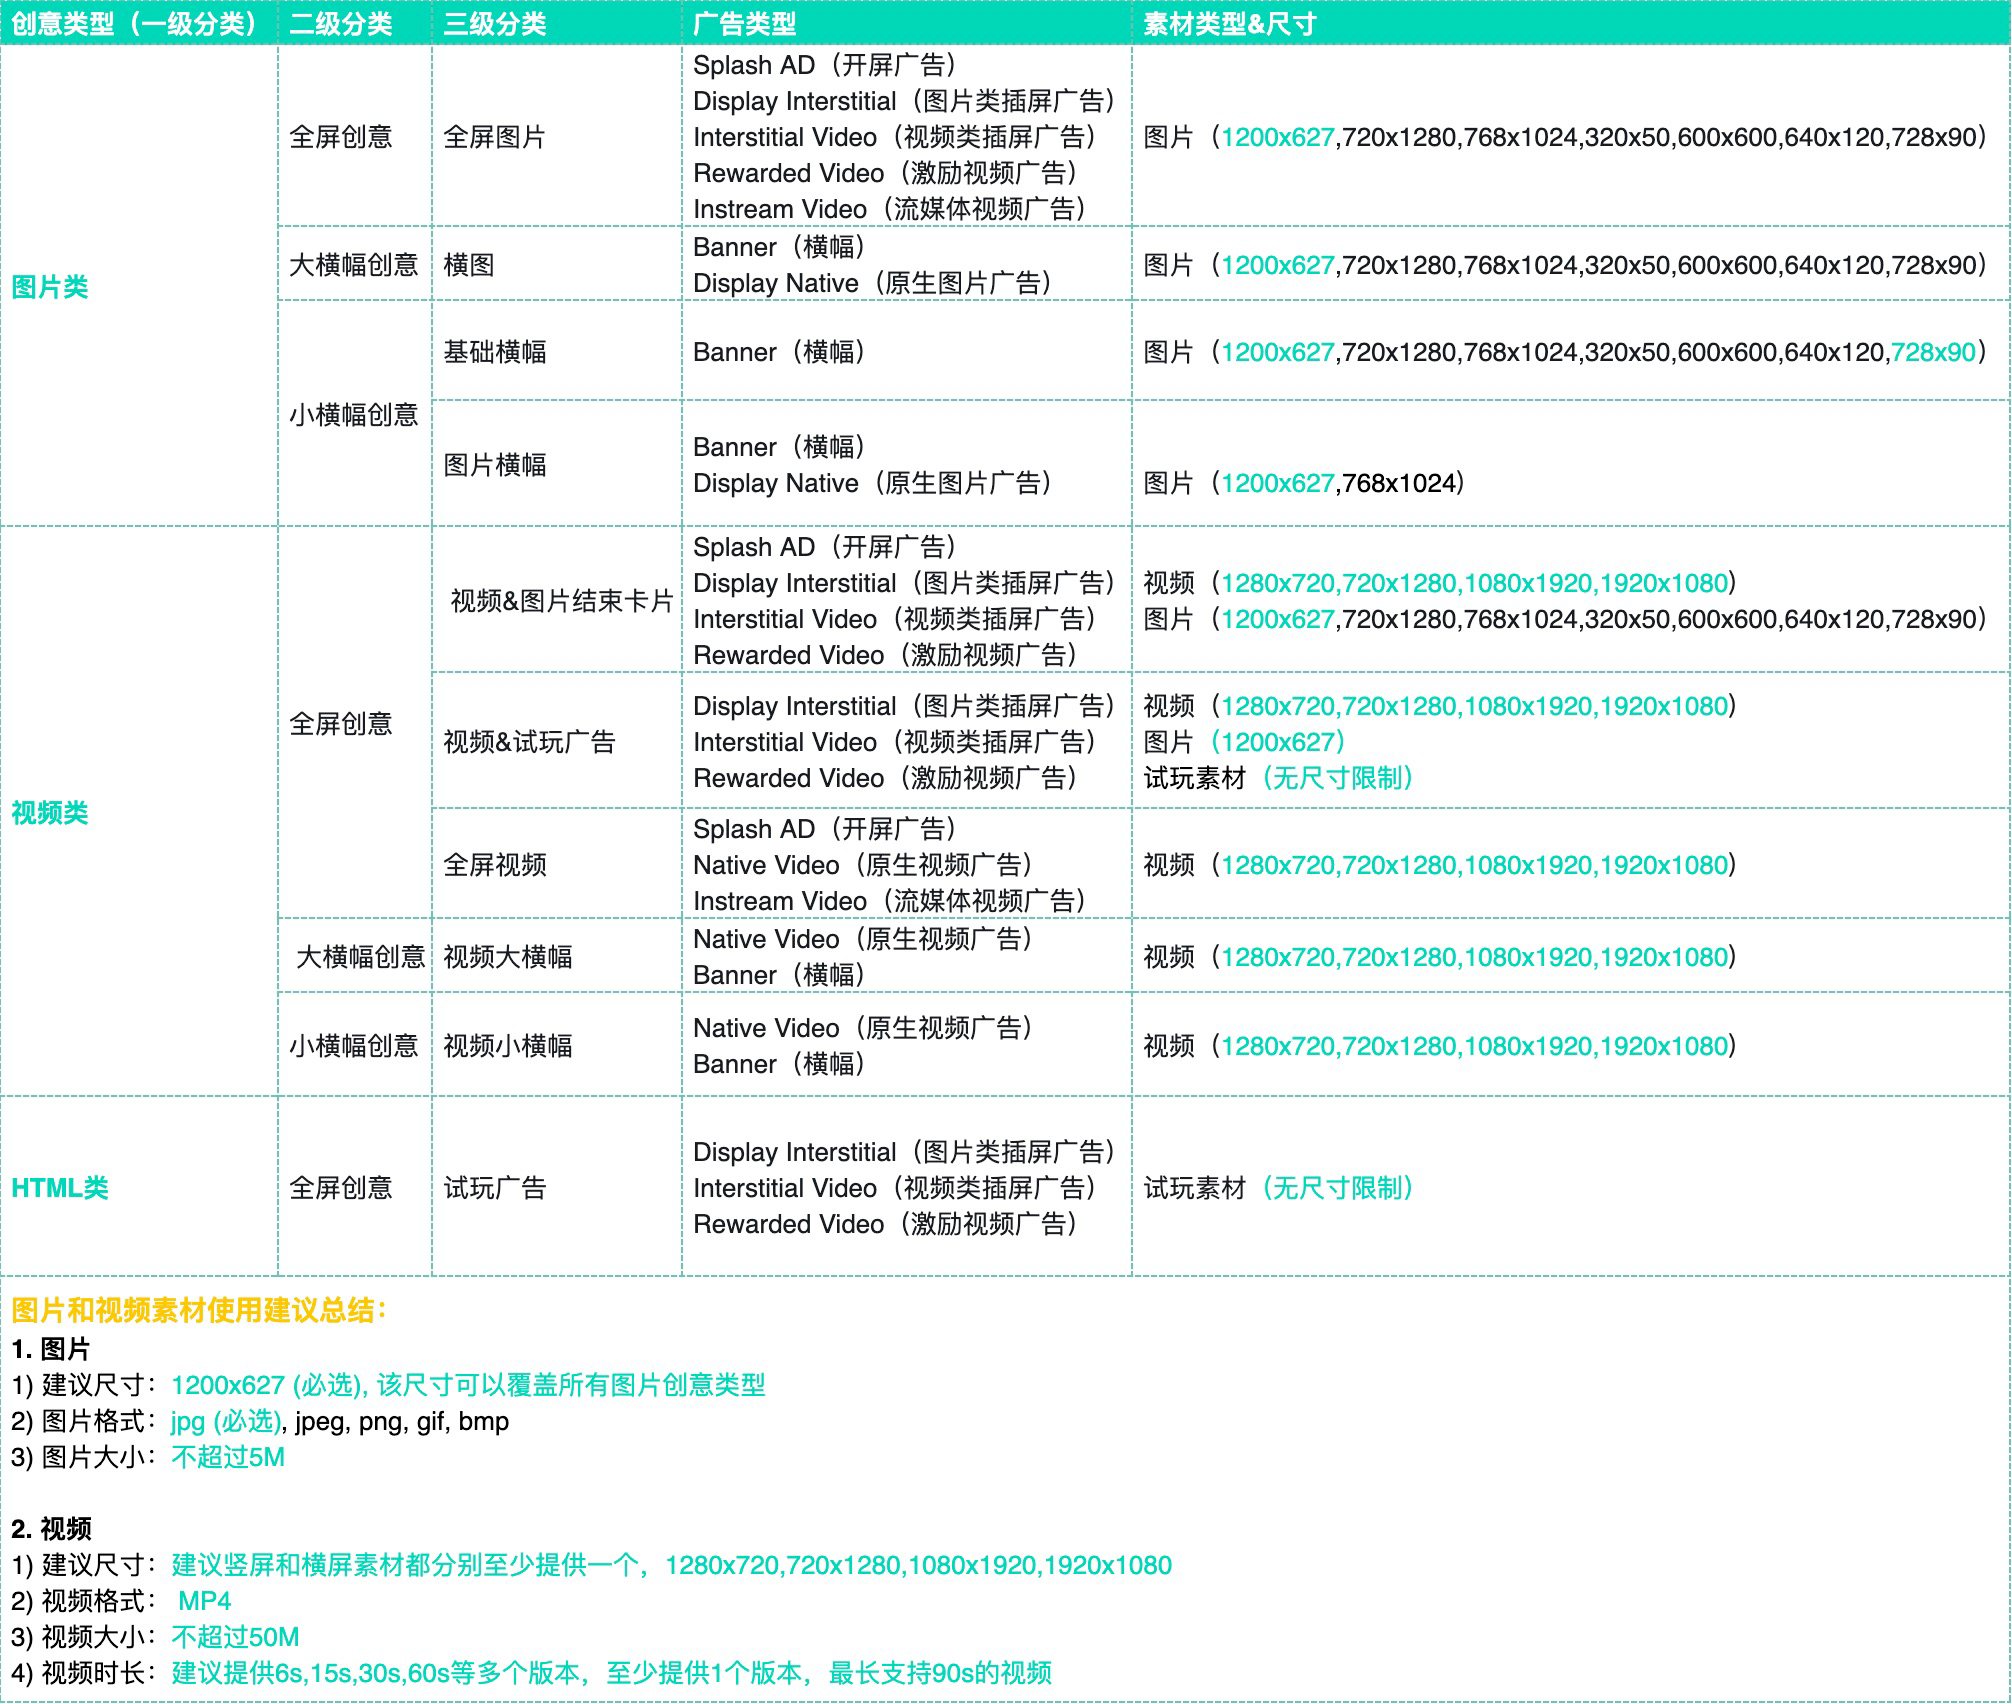 创意类型（一级分类） 二级分类 三级分类 广告类型 素材类型&尺寸
图片类
全屏创意
全屏图片
Splash AD（开屏广告）
Display Interstitial（图片类插屏广告）
Interstitial Video（视频类插屏广告）
Rewarded Video（激励视频广告）
Instream Video（流媒体视频广告）
图片（1200x627,720x1280,768x1024,320x50,600x600,640x120,728x90）
大横幅创意
横图
Banner（横幅）
Display Native（原生图片广告）
图片（1200x627,720x1280,768x1024,320x50,600x600,640x120,728x90）
小横幅创意
基础横幅
Banner（横幅）
图片（1200x627,720x1280,768x1024,320x50,600x600,640x120,728x90）
图片横幅
Banner（横幅）
Display Native（原生图片广告）
图片（1200x627,768x1024）
视频类
全屏创意
视频&图片结束卡片
Splash AD（开屏广告）
Display Interstitial（图片类插屏广告）
Interstitial Video（视频类插屏广告）
Rewarded Video（激励视频广告）
视频（1280x720,720x1280,1080x1920,1920x1080）
图片（1200x627,720x1280,768x1024,320x50,600x600,640x120,728x90）
视频&试玩广告
Display Interstitial（图片类插屏广告）
Interstitial Video（视频类插屏广告）
Rewarded Video（激励视频广告）
视频（1280x720,720x1280,1080x1920,1920x1080）
图片（1200x627）
试玩素材（无尺寸限制）
全屏视频
Splash AD（开屏广告）
Native Video（原生视频广告）
Instream Video（流媒体视频广告）
视频（1280x720,720x1280,1080x1920,1920x1080）
大横幅创意
视频大横幅
Native Video（原生视频广告）
Banner（横幅）
视频（1280x720,720x1280,1080x1920,1920x1080）
小横幅创意
视频小横幅
Native Video（原生视频广告）
Banner（横幅）
视频（1280x720,720x1280,1080x1920,1920x1080）
HTML类
全屏创意
试玩广告
Display Interstitial（图片类插屏广告）
Interstitial Video（视频类插屏广告）
Rewarded Video（激励视频广告）
试玩素材（无尺寸限制）
图片和视频素材使用建议总结：
1. 图片
1) 建议尺寸：1200x627 (必选), 该尺寸可以覆盖所有图片创意类型
2) 图片格式：jpg (必选), jpeg, png, gif, bmp
3) 图片大小：不超过5M
2. 视频
1) 建议尺寸：建议竖屏和横屏素材都分别至少提供一个，1280x720,720x1280,1080x1920,1920x1080
2) 视频格式： MP4
3) 视频大小：不超过50M
4) 视频时长：建议提供6s,15s,30s,60s等多个版本，至少提供1个版本，最长支持90s的视频